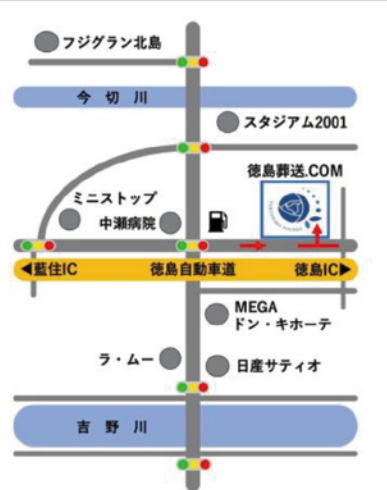 フジグラン北島
今切川
スタジアム2001
徳島葬送.COM
ミニストップ
中瀬病院
◀藍住IC
徳島自動車道
徳島IC▶
MEGA
ドン・キホーテ
ラ・ムー
日産サティオ
吉野川